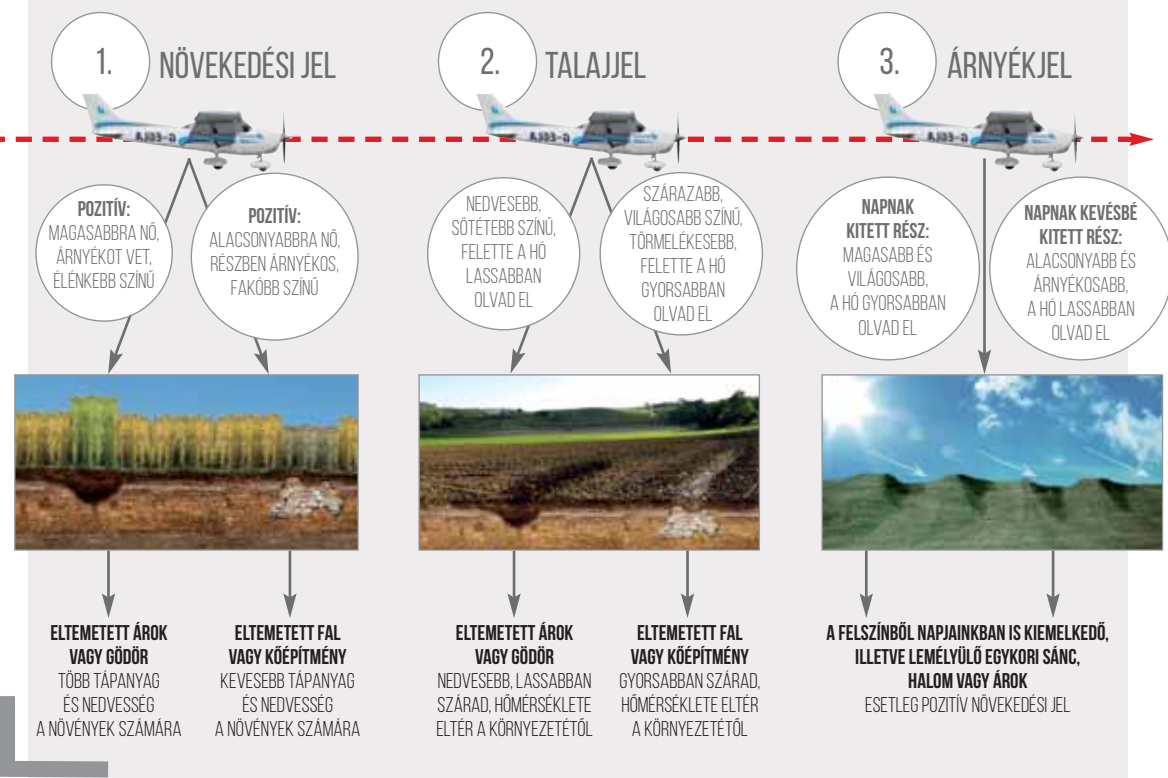 1. NÖVEKEDÉSI JEL
POZITÍV:
MAGASABBRA NŐ,
ÁRNYÉKOT VET,
ÉLÉNKEBB SZÍNŰ
POZITÍV:
ALACSONYABBRA NŐ,
RÉSZBEN ÁRNYÉKOS,
FAKÓBB SZÍNŰ
ELTEMETETT ÁROK
VAGY GÖDÖR
TÖBB TÁPANYAG
ÉS NEDVESSÉG
A NÖVÉNYEK SZÁMÁRA
ELTEMETETT FAL
VAGY KŐÉPÍTMÉNY
KEVESEBB TÁPANYAG
ÉS NEDVESSÉG
A NÖVÉNYEK SZÁMÁRA
2. TALAJJEL
NEDVESEBB,
SÖTÉTEBB SZÍNŰ,
FELETTE A HÓ
LASSABBAN
OLVAD EL
SZÁRAZABB,
VILÁGOSABB SZÍNŰ,
TÖRMELÉKESEBB,
FELETTE A HÓ
GYORSABBAN
OLVAD EL
ELTEMETETT ÁROK
VAGY GÖDÖR
NEDVESEBB, LASSABBAN
SZÁRAD, HŐMÉRSÉKLETE
ELTÉR A KÖRNYEZETÉTŐL
ELTEMETETT FAL
VAGY KŐÉPÍTMÉNY
GYORSABBAN SZÁRAD,
HŐMÉRSÉKLETE ELTÉR
A KÖRNYEZETÉTŐL
3. ÁRNYÉKJEL
NAPNAK
KITETT RÉSZ:
MAGASABB ÉS
VILÁGOSABB,
A HÓ GYORSABBAN
OLVAD EL
NAPNAK KEVÉSBÉ
KITETT RÉSZ:
ALACSONYABB ÉS
ÁRNYÉKOSABB,
A HÓ LASSABBAN
OLVAD EL
A FELSZÍNBŐL NAPJAINKBAN IS KIEMELKEDŐ,
ILLETVE LEMÉLYÜLŐ EGYKORI SÁNC,
HALOM VAGY ÁROK
ESETLEG POZITÍV NÖVEKEDÉSI JEL